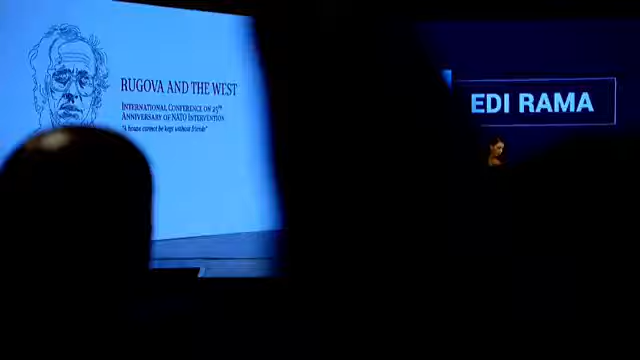 RUGOVA AND THE WEST
INTERNATIONAL CONFERENCE ON 25TH
ANNIVERSARY OF NATO INTERVENTION
"A house cannot be kept without friends"
EDI RAMA